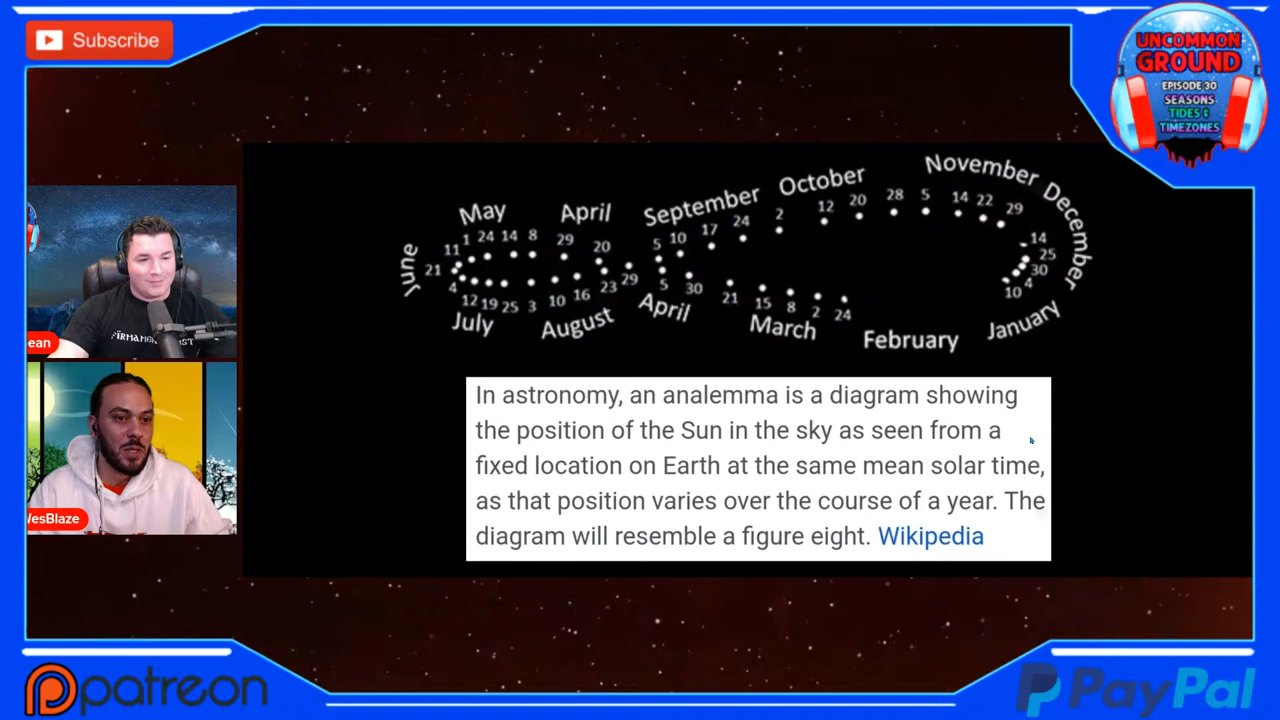 Subscribe
UNCOMMON
GROUND
EPISODE 30
SEASONS
TIDES &
TIMEZONES
November
October
December
September
May
April
28 5 14 22 29
12 20
2
24
17
5 10
11 1 24 14 8 29 20
June
21
14
25
30
4
10
4 12 19 25 3 10 16 23 29
5 30 21 15 8 2 24
July
August
April
March
February
January
ean
FIRMAMEN ST
WesBlaze
In astronomy, an analemma is a diagram showing
the position of the Sun in the sky as seen from a
fixed location on Earth at the same mean solar time,
as that position varies over the course of a year. The
diagram will resemble a figure eight. Wikipedia
patreon
PayPal